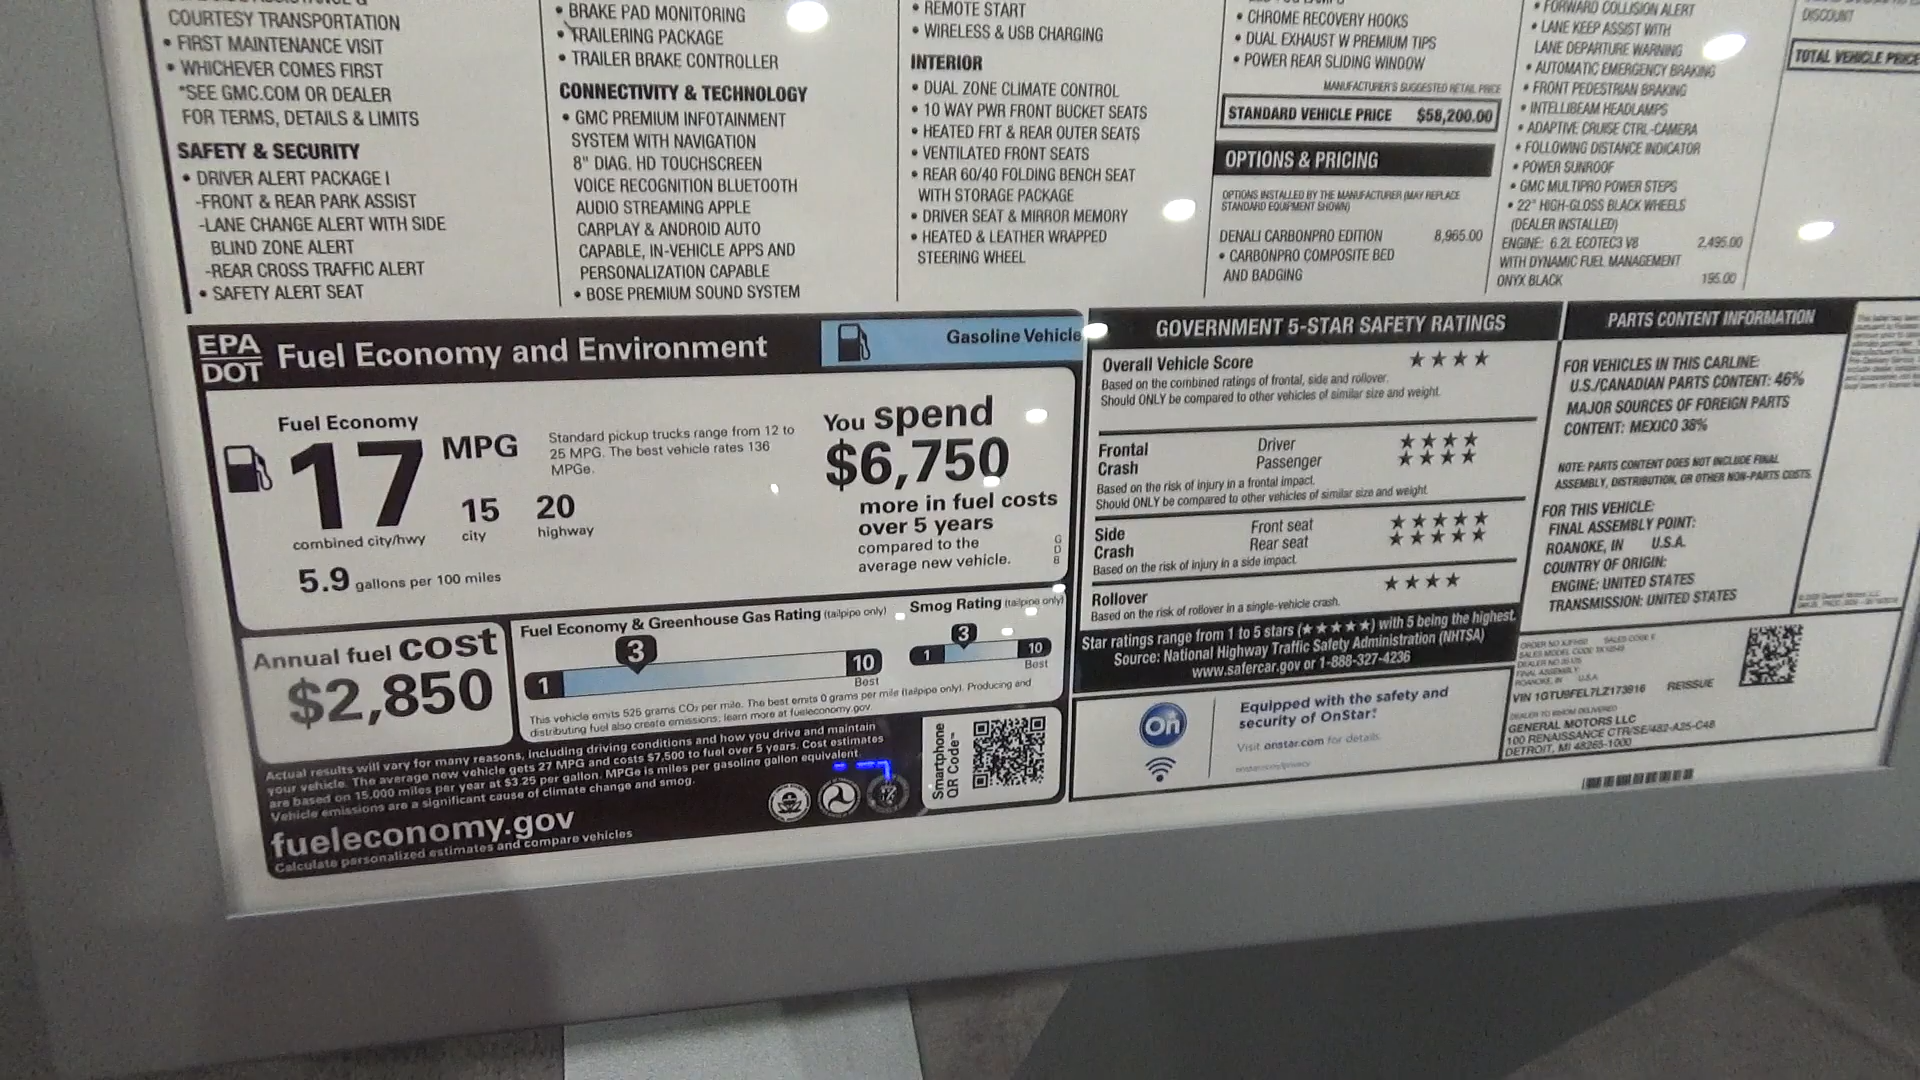 COURTESY TRANSPORTATION
• FIRST MAINTENANCE VISIT
• WHICHEVER COMES FIRST
*SEE GMC.COM OR DEALER
FOR TERMS, DETAILS & LIMITS
SAFETY & SECURITY
• DRIVER ALERT PACKAGE I
-FRONT & REAR PARK ASSIST
-LANE CHANGE ALERT WITH SIDE
BLIND ZONE ALERT
-REAR CROSS TRAFFIC ALERT
• SAFETY ALERT SEAT
• BRAKE PAD MONITORING
• TRAILERING PACKAGE
• TRAILER BRAKE CONTROLLER
CONNECTIVITY & TECHNOLOGY
• GMC PREMIUM INFOTAINMENT
SYSTEM WITH NAVIGATION
8" DIAG. HD TOUCHSCREEN
VOICE RECOGNITION BLUETOOTH
AUDIO STREAMING APPLE
CARPLAY & ANDROID AUTO
CAPABLE, IN-VEHICLE APPS AND
PERSONALIZATION CAPABLE
• BOSE PREMIUM SOUND SYSTEM
• REMOTE START
• WIRELESS & USB CHARGING
INTERIOR
• DUAL ZONE CLIMATE CONTROL
• 10 WAY PWR FRONT BUCKET SEATS
• HEATED FRT & REAR OUTER SEATS
• VENTILATED FRONT SEATS
• REAR 60/40 FOLDING BENCH SEAT
WITH STORAGE PACKAGE
• DRIVER SEAT & MIRROR MEMORY
• HEATED & LEATHER WRAPPED
STEERING WHEEL
• CHROME RECOVERY HOOKS
• DUAL EXHAUST W PREMIUM TIPS
• POWER REAR SLIDING WINDOW
MANUFACTURER'S SUGGESTED RETAIL PRICE
STANDARD VEHICLE PRICE $58,200.00
OPTIONS & PRICING
OPTIONS INSTALLED BY THE MANUFACTURER (MAY REPLACE
STANDARD EQUIPMENT SHOWN)
DENALI CARBONPRO EDITION 8,965.00
• CARBONPRO COMPOSITE BED
AND BADGING
• FORWARD COLLISION ALERT
• LANE KEEP ASSIST WITH
LANE DEPARTURE WARNING
• AUTOMATIC EMERGENCY BRAKING
• FRONT PEDESTRIAN BRAKING
• INTELLIBEAM HEADLAMPS
• ADAPTIVE CRUISE CTRL-CAMERA
• FOLLOWING DISTANCE INDICATOR
• POWER SUNROOF
• GMC MULTIPRO POWER STEPS
• 22" HIGH-GLOSS BLACK WHEELS
(DEALER INSTALLED)
ENGINE: 6.2L ECOTEC3 V8 2,495.00
WITH DYNAMIC FUEL MANAGEMENT
ONYX BLACK 195.00
DISCOUNT
TOTAL VEHICLE PRICE
EPA
DOT
Fuel Economy and Environment
Gasoline Vehicle
Fuel Economy
17 MPG
combined city/hwy
15
city
20
highway
5.9 gallons per 100 miles
Standard pickup trucks range from 12 to
25 MPG. The best vehicle rates 136
MPGe.
You spend
$6,750
more in fuel costs
over 5 years
compared to the
average new vehicle.
GD8
Annual fuel cost
$2,850
Fuel Economy & Greenhouse Gas Rating (tailpipe only)
3
1
10
Best
Smog Rating (tailpipe only)
3
1
10
Best
This vehicle emits 525 grams CO₂ per mile. The best emits 0 grams per mile (tailpipe only). Producing and
distributing fuel also create emissions; learn more at fueleconomy.gov
Actual results will vary for many reasons, including driving conditions and how you drive and maintain
your vehicle. The average new vehicle gets 27 MPG and costs $7,500 to fuel over 5 years. Cost estimates
are based on 15,000 miles per year at $3.25 per gallon. MPGe is miles per gasoline gallon equivalent
Vehicle emissions are a significant cause of climate change and smog.
fueleconomy.gov
Calculate personalized estimates and compare vehicles
Smartphone
QR Code™
GOVERNMENT 5-STAR SAFETY RATINGS
Overall Vehicle Score ★★★★
Based on the combined ratings of frontal, side and rollover.
Should ONLY be compared to other vehicles of similar size and weight.
Frontal Driver ★★★★
Crash Passenger ★★★★
Based on the risk of injury in a frontal impact.
Should ONLY be compared to other vehicles of similar size and weight
Side Front seat ★★★★★
Crash Rear seat ★★★★★
Based on the risk of injury in a side impact.
Rollover ★★★★
Based on the risk of rollover in a single-vehicle crash.
Star ratings range from 1 to 5 stars (★★★★★) with 5 being the highest.
Source: National Highway Traffic Safety Administration (NHTSA)
www.safercar.gov or 1-888-327-4236
On
Equipped with the safety and
security of OnStar!
Visit onstar.com for details.
onstar.com/privacy
PARTS CONTENT INFORMATION
FOR VEHICLES IN THIS CARLINE:
U.S./CANADIAN PARTS CONTENT: 46%
MAJOR SOURCES OF FOREIGN PARTS
CONTENT: MEXICO 38%
NOTE: PARTS CONTENT DOES NOT INCLUDE FINAL
ASSEMBLY, DISTRIBUTION, OR OTHER NON-PARTS COSTS.
FOR THIS VEHICLE:
FINAL ASSEMBLY POINT:
ROANOKE, IN U.S.A.
COUNTRY OF ORIGIN:
ENGINE: UNITED STATES
TRANSMISSION: UNITED STATES
FINAL ASSEMBLY:
ROANOKE, IN U.S.A
VIN 1GTU9FEL7LZ173916 REISSUE
DEALER TO WHOM DELIVERED
GENERAL MOTORS LLC
100 RENAISSANCE CTR/SE/482-A25-C48
DETROIT, MI 48265-1000